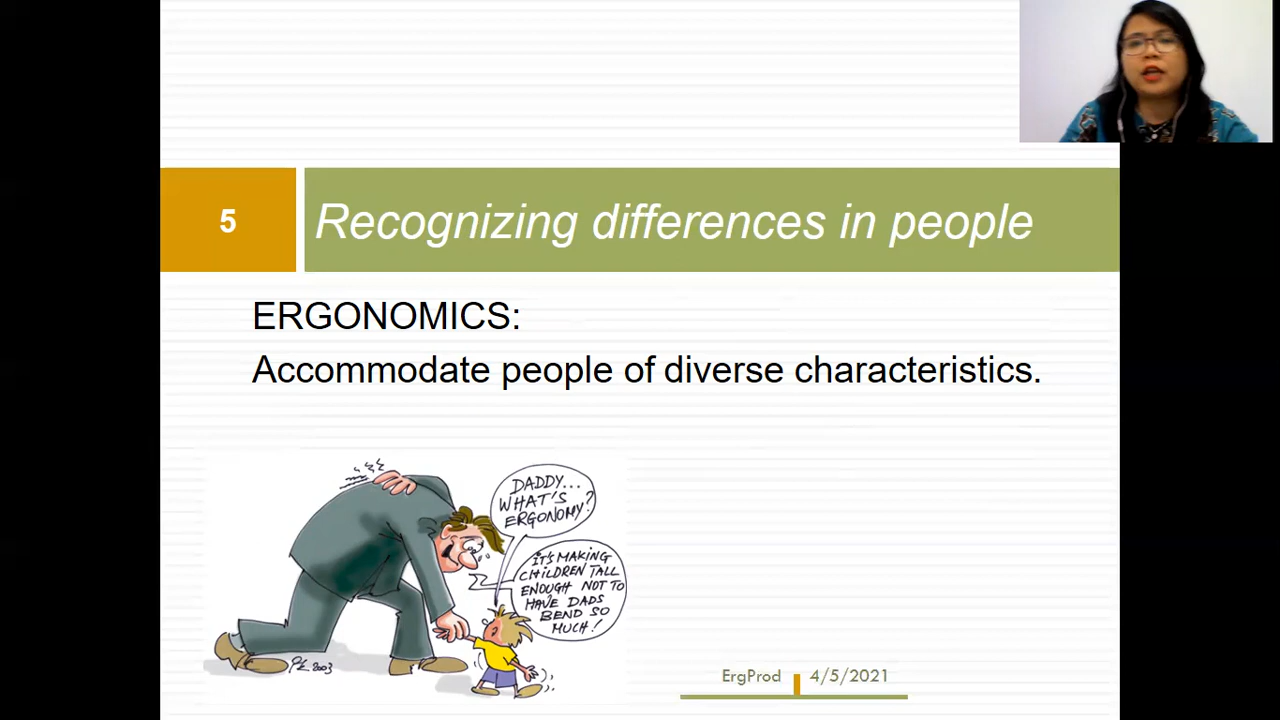 5
Recognizing differences in people
ERGONOMICS:
Accommodate people of diverse characteristics.
DADDY...
WHAT'S
ERGONOMY?
IT'S MAKING
CHILDREN TALL
ENOUGH NOT TO
HAVE DADS
BEND SO
MUCH!
2003
ErgProd
4/5/2021